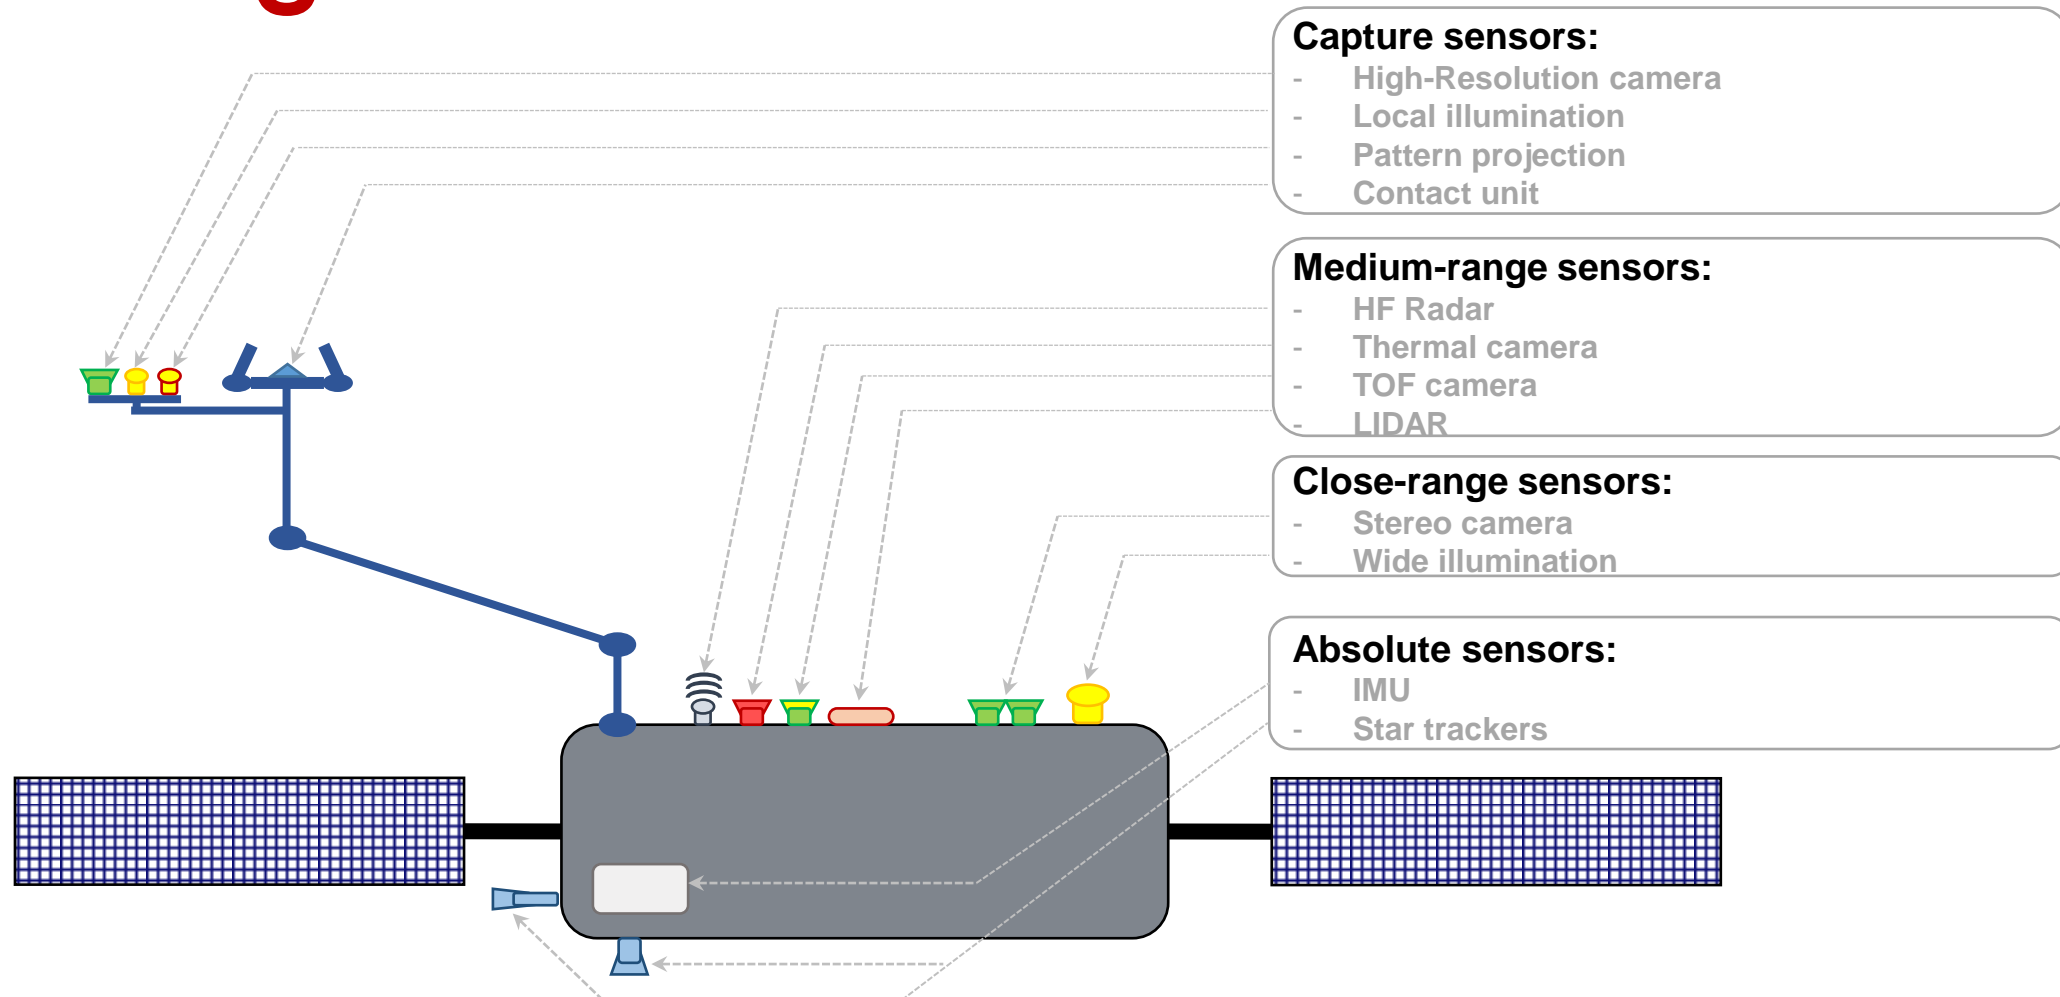 Capture sensors:
- High-Resolution camera
- Local illumination
- Pattern projection
- Contact unit
Medium-range sensors:
- HF Radar
- Thermal camera
- TOF camera
- LIDAR
Close-range sensors:
- Stereo camera
- Wide illumination
Absolute sensors:
- IMU
- Star trackers